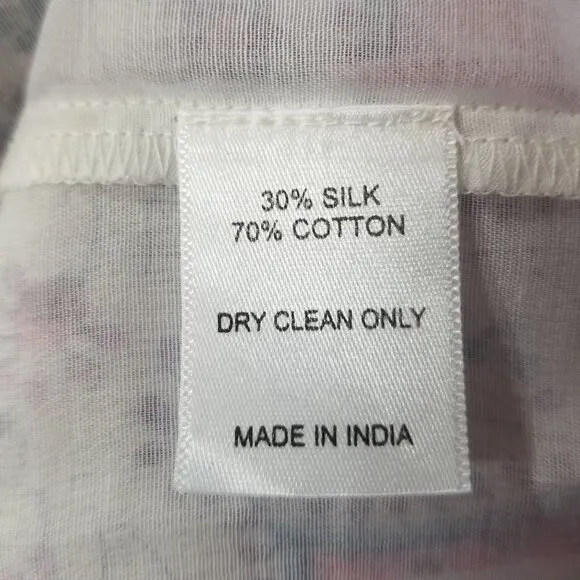 30% SILK
70% COTTON
DRY CLEAN ONLY
MADE IN INDIA